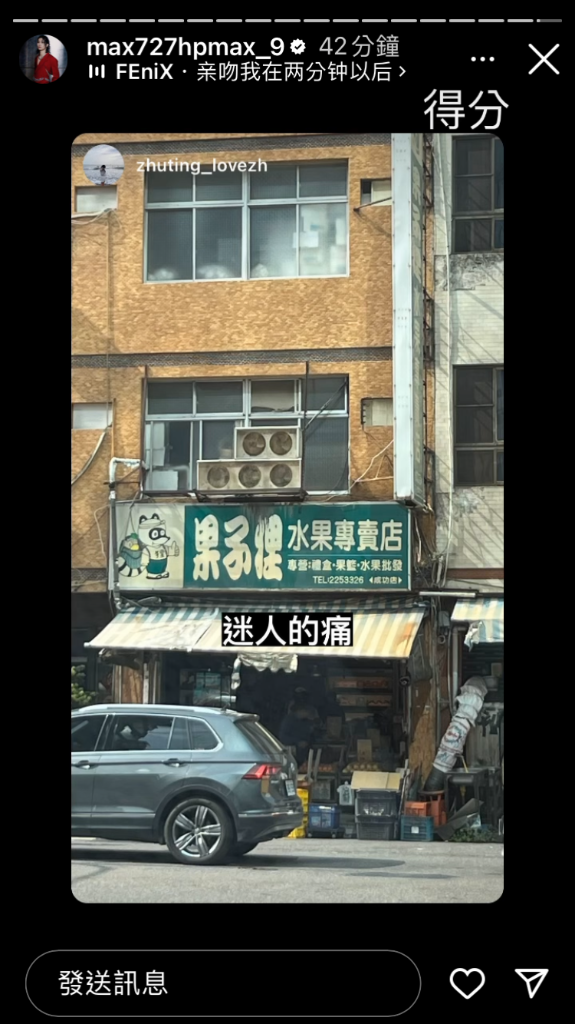 max727hpmax_9 42 分鐘
FEniX · 亲吻我在两分钟以后 >
得分
zhuting_lovezh
果子狸
水果專賣店
專營:禮盒·果籃·水果批發
TEL:2253326 ◀成功店▶
迷人的痛
發送訊息